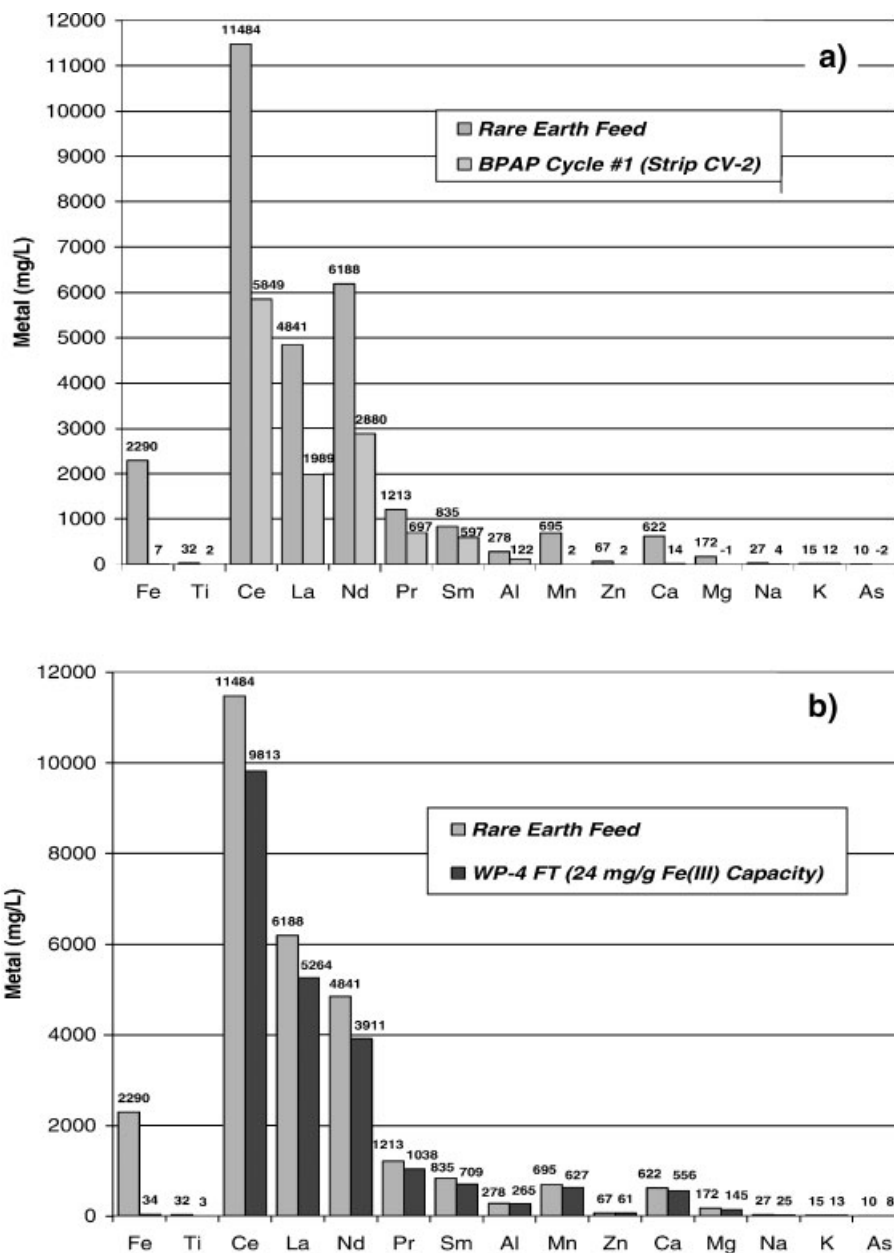 a)
12000
11000
10000
9000
8000
7000
6000
5000
4000
3000
2000
1000
0
Metal (mg/L)
Rare Earth Feed
BPAP Cycle #1 (Strip CV-2)
2290 7 32 2 11484 5849 4841 1989 6188 2880 1213 697 835 597 278 122 695 2 67 2 622 14 172 -1 27 4 15 12 10 -2
Fe Ti Ce La Nd Pr Sm Al Mn Zn Ca Mg Na K As
b)
12000
10000
8000
6000
4000
2000
0
Metal (mg/L)
Rare Earth Feed
WP-4 FT (24 mg/g Fe(III) Capacity)
2290 34 32 3 11484 9813 6188 5264 4841 3911 1213 1038 835 709 278 265 695 627 67 61 622 556 172 145 27 25 15 13 10 8
Fe Ti Ce La Nd Pr Sm Al Mn Zn Ca Mg Na K As